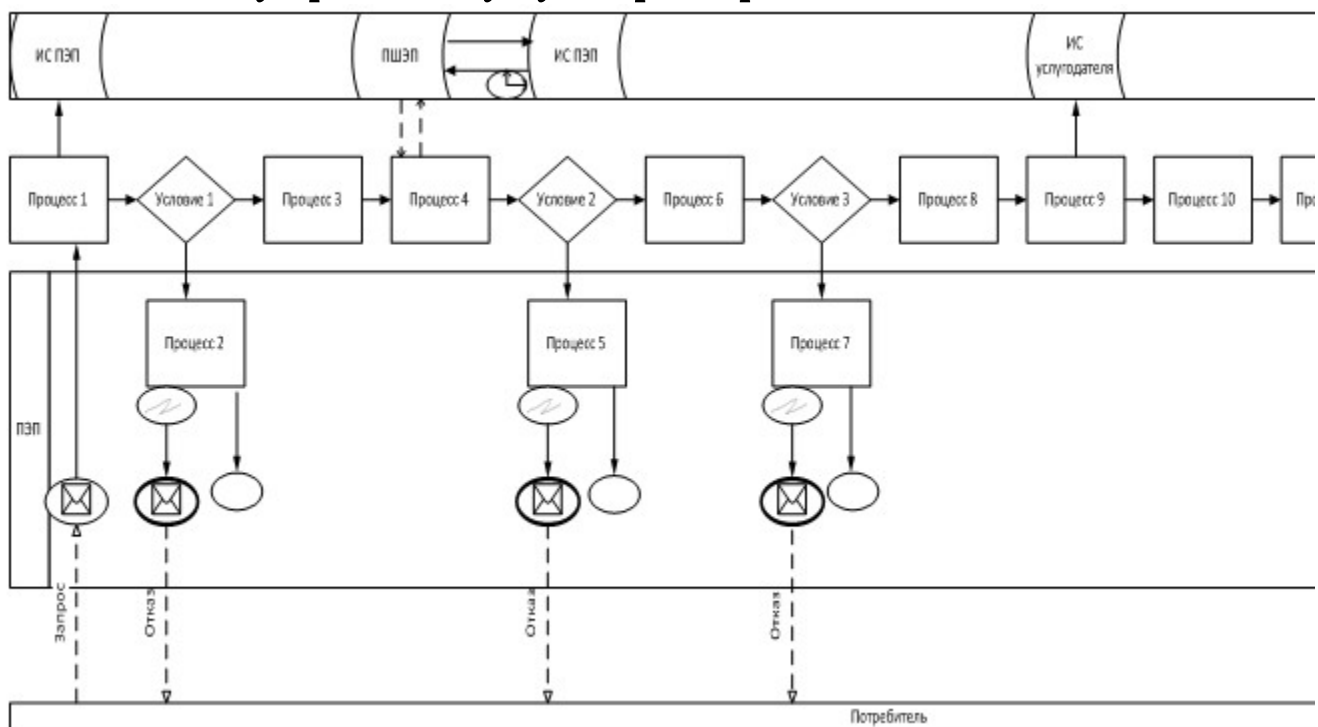 ИС ПЭП
ПШЭП
ИС ПЭП
ИС
услугодателя
Процесс 1
Условие 1
Процесс 3
Процесс 4
Условие 2
Процесс 6
Условие 3
Процесс 8
Процесс 9
Процесс 10
Про
Процесс 2
Процесс 5
Процесс 7
ПЭП
Запрос
Отказ
Отказ
Отказ
Потребитель